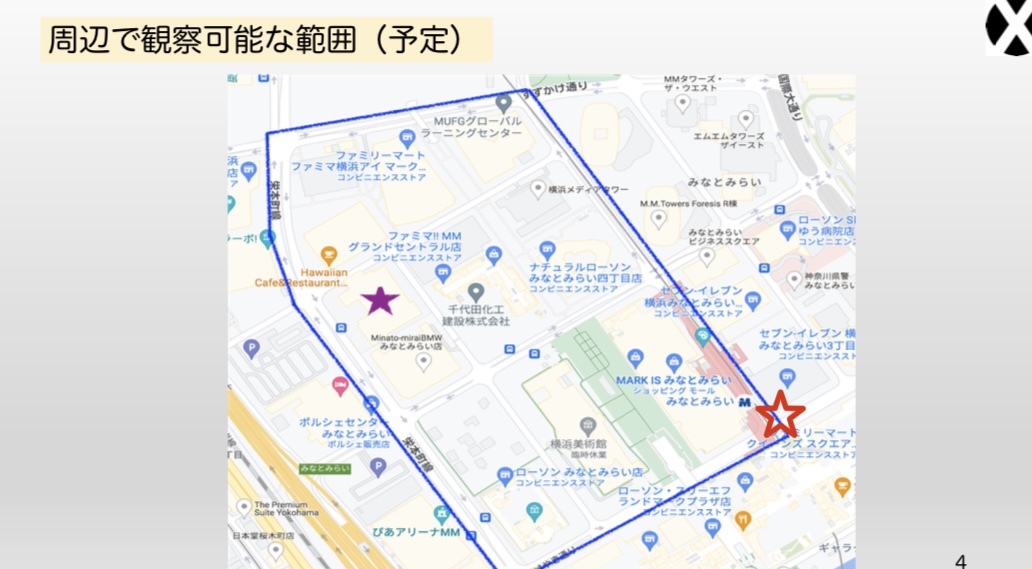 周辺で観察可能な範囲（予定）
すずかけ通り
MMタワーズ・
ザ・ウエスト
国際大通り
MUFGグローバル
ラーニングセンター
エムエムタワーズ
ザイースト
ファミリーマート
ファミマ横浜アイ マーク...
コンビニエンスストア
栄本町線
横浜メディアタワー
みなとみらい
M.M.Towers Foresis R棟
ローソン
ゆう病院店
コンビニエンス
ファミマ!! MM
グランドセントラル店
コンビニエンスストア
みなとみらい
ビジネススクエア
Hawaiian
Cafe&Restaurant...
ナチュラルローソン
みなとみらい四丁目店
コンビニエンスストア
神奈川県警
みなとみら
千代田化工
建設株式会社
セブン-イレブン
横浜みなとみらい...
コンビニエンスストア
Minato-miraiBMW
みなとみらい店
セブン-イレブン 横
みなとみらい3丁目
コンビニエンス
MARK IS みなとみらい
ショッピング モール
みなとみらい
P
ポルシェセンター
みなとみらい
ポルシェ販売店
横浜美術館
臨時休業
ミリーマート
クイーンズ スクエア...
コンビニエンスストア
栄本町線
みなとみらい
P
ローソン みなとみらい店
コンビニエンスストア
ローソン・スリーエフ
ランドマークプラザ店
コンビニエンスストア
The Premium
Suite Yokohama
日本堂桜木町店
ぴあアリーナMM
ギャラ
4